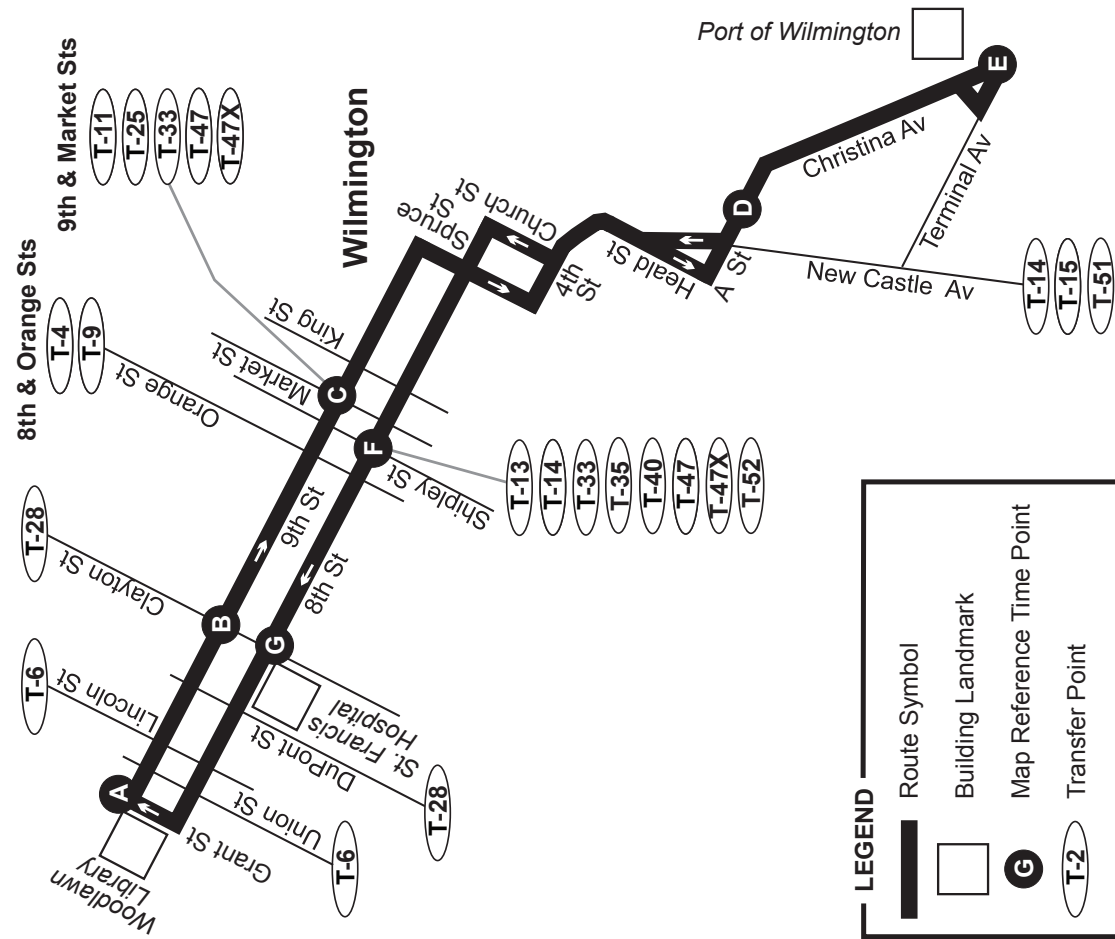 8th & Orange Sts
T-4
T-9
9th & Market Sts
T-11
T-25
T-33
T-47
T-47X
Port of Wilmington
Wilmington
T-28
T-6
Clayton St
Lincoln St
Orange St
Market St
King St
Spruce
St
Church
St
4th
St
Heald St
A St
Christina Av
Terminal Av
New Castle Av
T-14
T-15
T-51
A
B
C
D
E
F
G
9th St
8th St
Shipley St
T-13
T-14
T-33
T-35
T-40
T-47
T-47X
T-52
Woodlawn
Library
Grant St
Union St
T-6
DuPont St
T-28
St. Francis
Hospital
LEGEND
Route Symbol
Building Landmark
G
Map Reference Time Point
T-2
Transfer Point